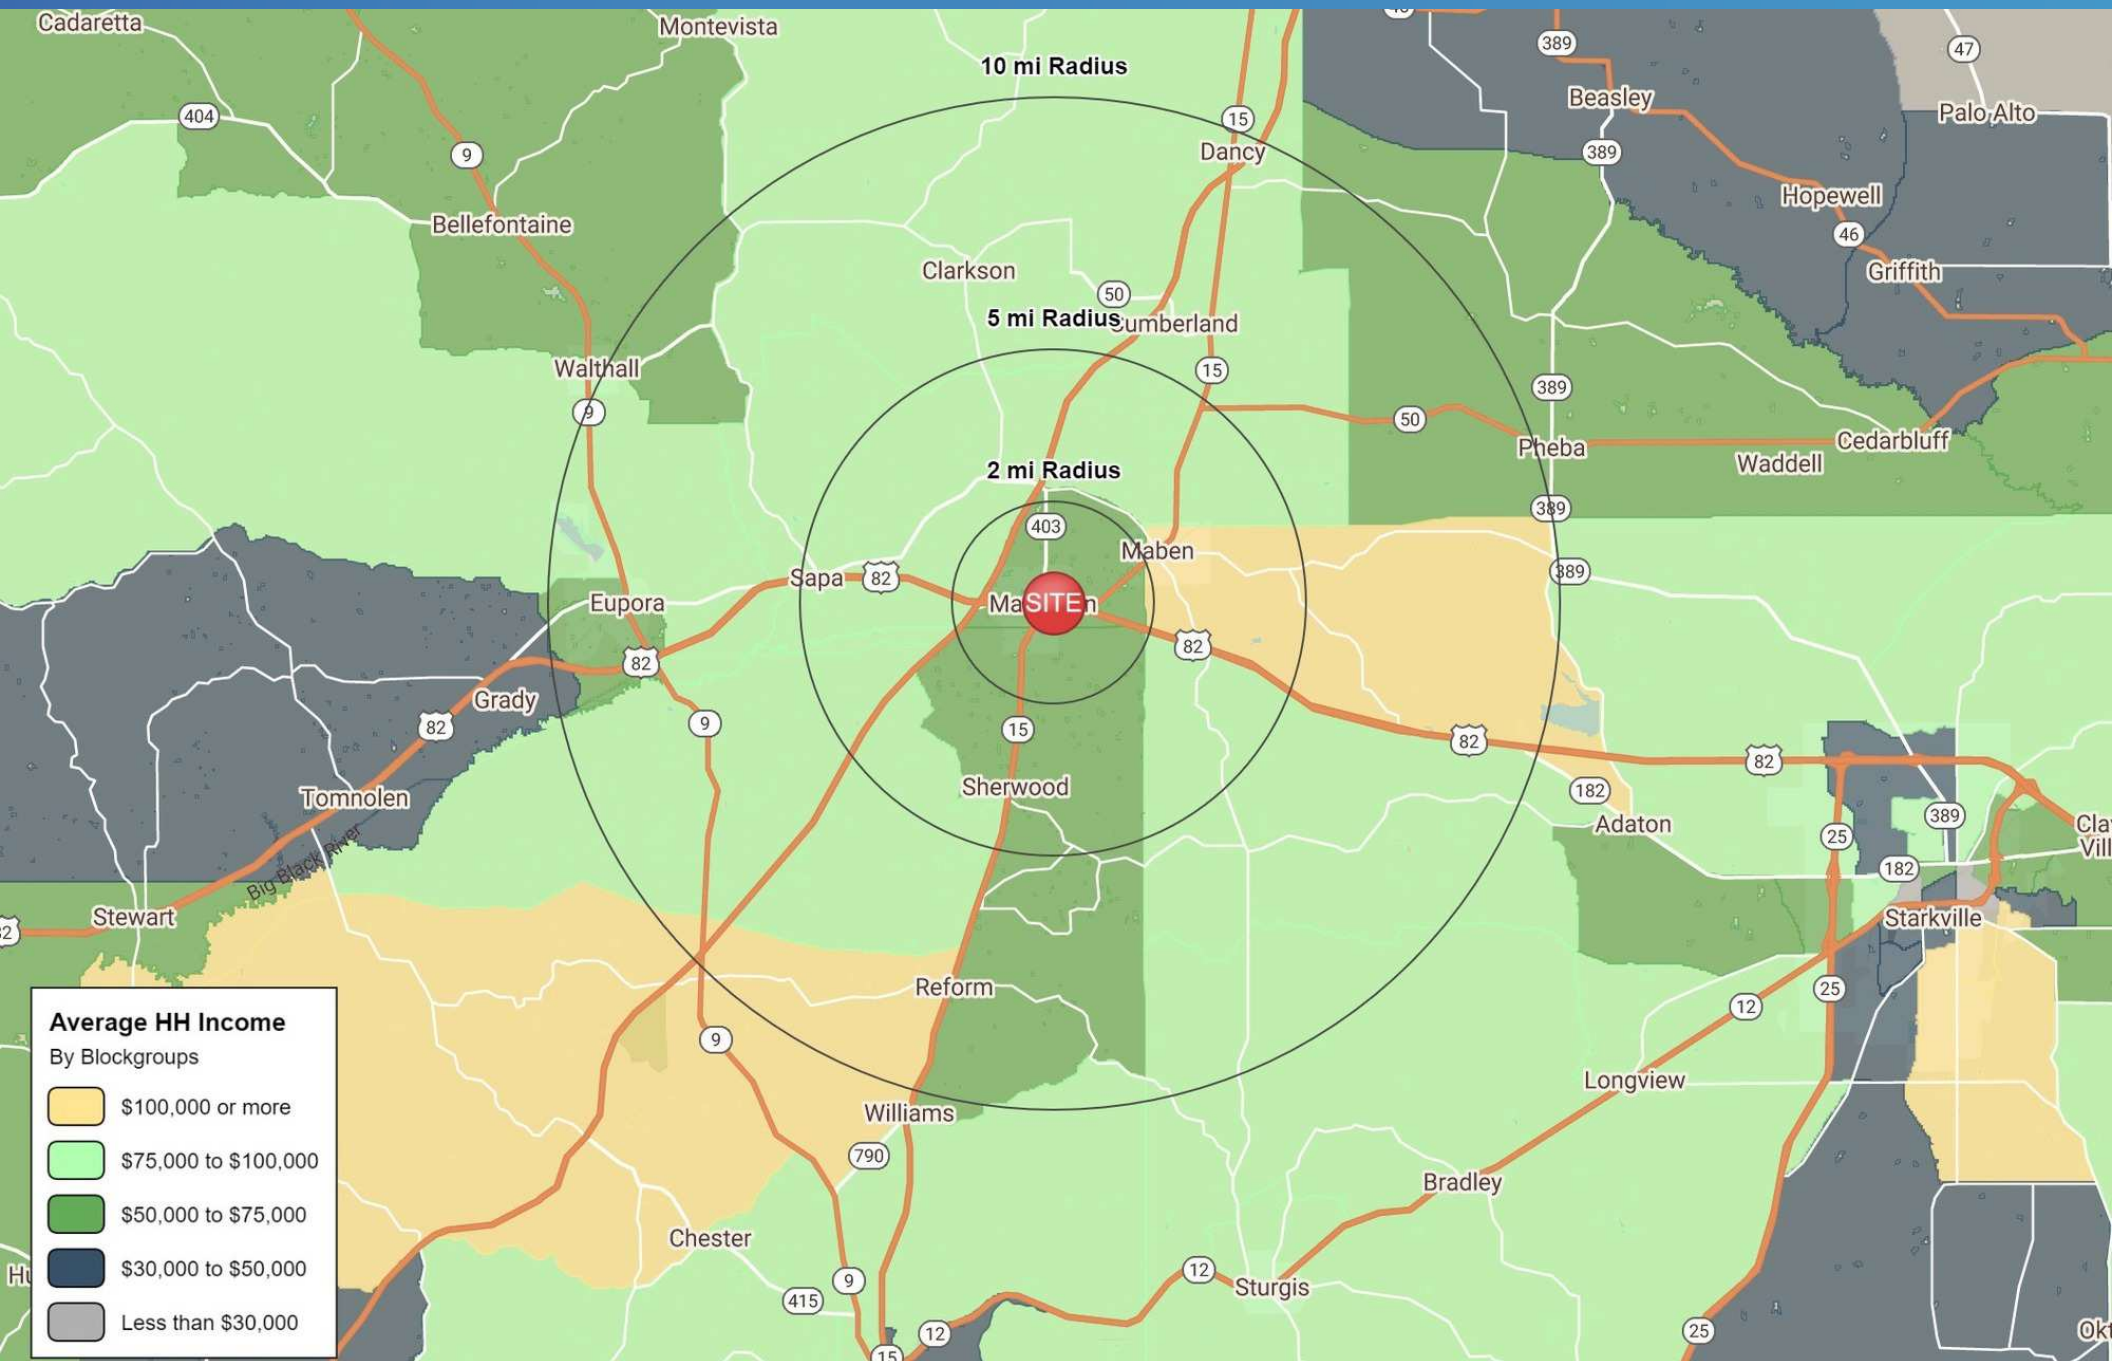 Cadaretta
Montevista
10 mi Radius
389
47
Beasley
Palo Alto
404
15
9
Dancy
389
Hopewell
Bellefontaine
46
Clarkson
Griffith
50
5 mi Radius
Cumberland
Walthall
15
389
9
50
Pheba
Cedarbluff
Waddell
2 mi Radius
389
403
Maben
389
Sapa
82
Eupora
SITE
82
82
Grady
9
82
15
82
82
Sherwood
182
Tomnolen
389
Adaton
25
Big Black River
182
Stewart
Starkville
Reform
25
12
9
Longview
Williams
790
Bradley
Chester
12
9
Sturgis
415
12
25
15
Average HH Income
By Blockgroups
$100,000 or more
$75,000 to $100,000
$50,000 to $75,000
$30,000 to $50,000
Less than $30,000